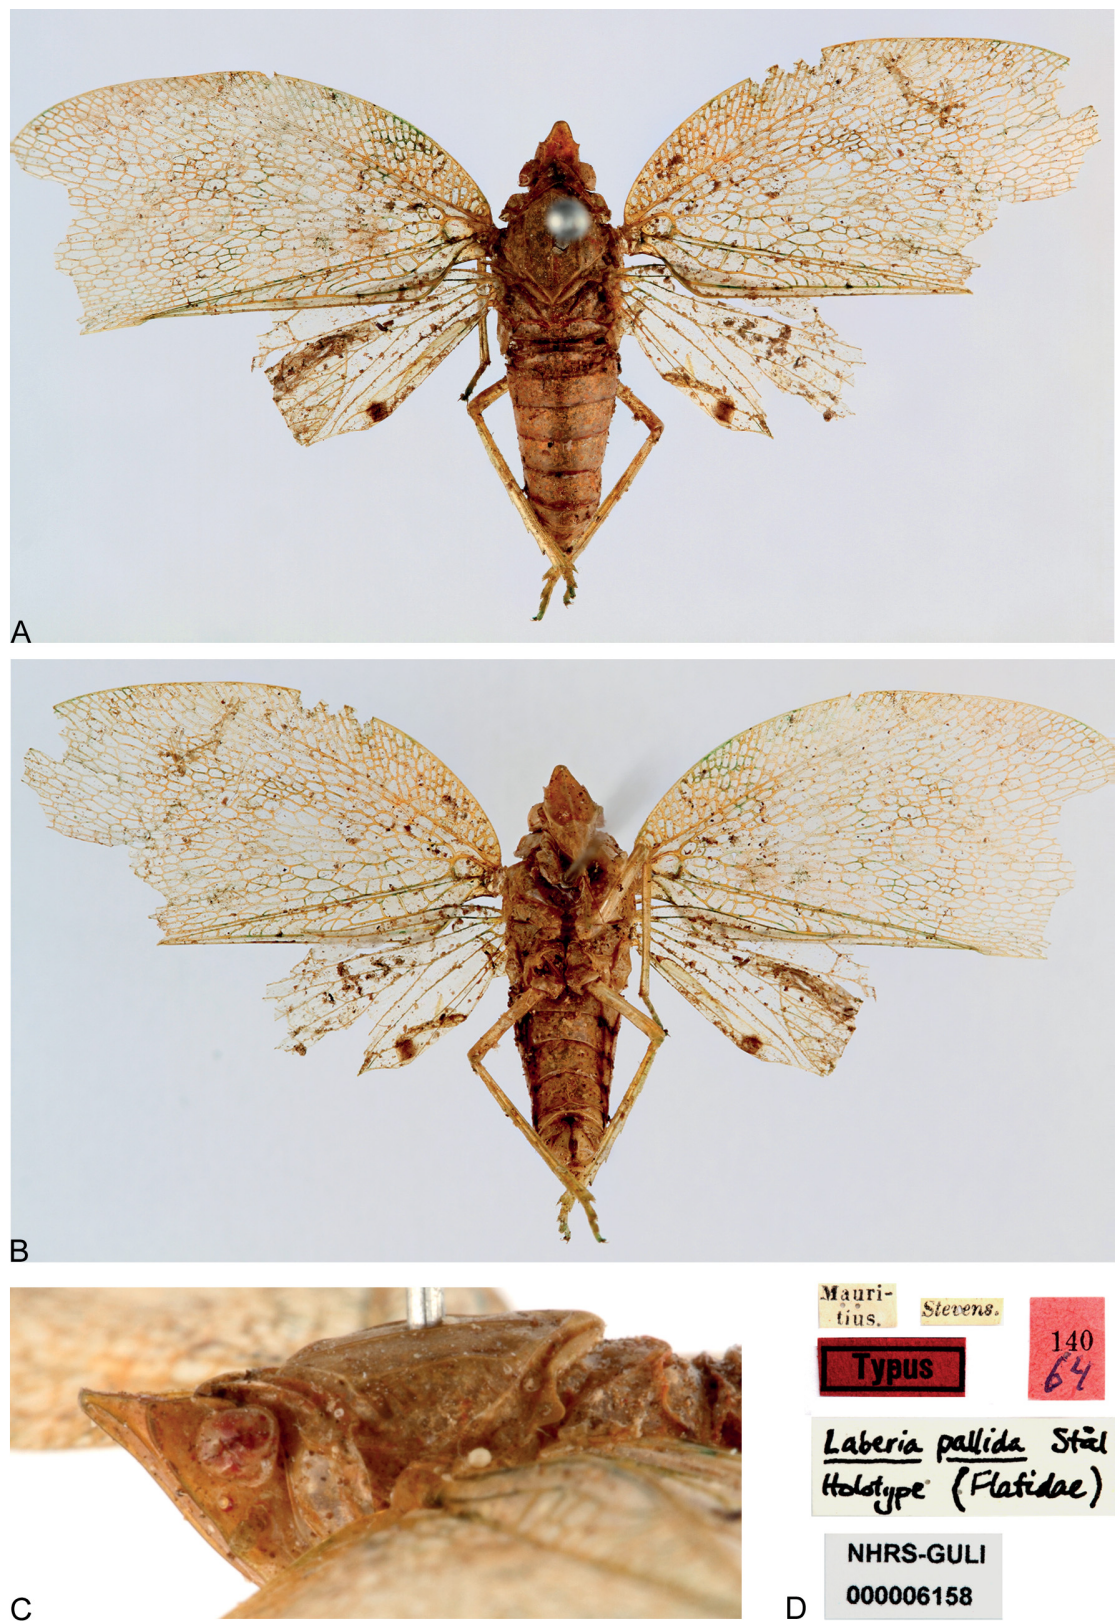 A
B
C
Mauri-
tius.
Stevens.
Typus
140
64
Laberia pallida Stål
Holotype (Flatidae)
NHRS-GULI
000006158
D